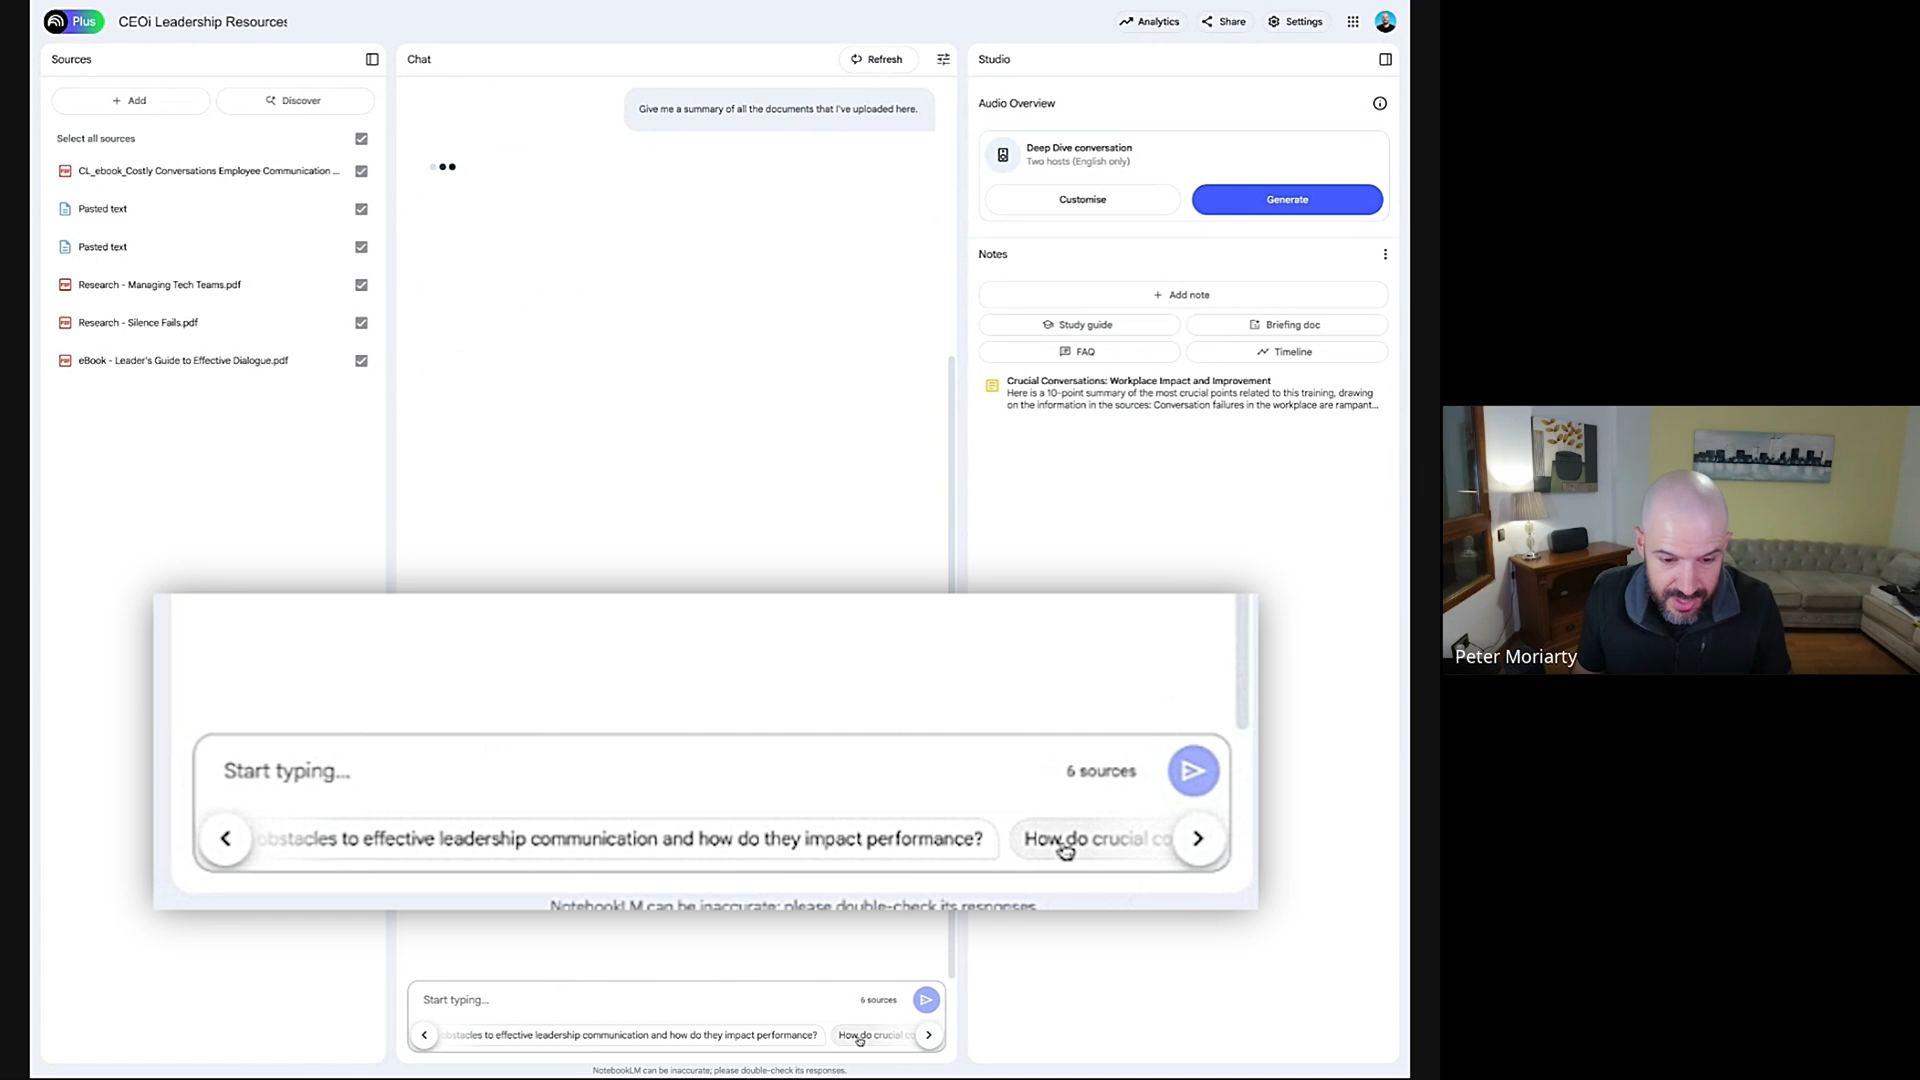 Plus
CEOi Leadership Resources
Analytics
Share
Settings
Sources
Add
Discover
Select all sources
CL_ebook_Costly Conversations Employee Communication ...
Pasted text
Pasted text
Research - Managing Tech Teams.pdf
Research - Silence Fails.pdf
eBook - Leader's Guide to Effective Dialogue.pdf
Chat
Refresh
Give me a summary of all the documents that I've uploaded here.
Studio
Audio Overview
Deep Dive conversation
Two hosts (English only)
Customise
Generate
Notes
Add note
Study guide
Briefing doc
FAQ
Timeline
Crucial Conversations: Workplace Impact and Improvement
Here is a 10-point summary of the most crucial points related to this training, drawing
on the information in the sources: Conversation failures in the workplace are rampant...
Start typing...
6 sources
obstacles to effective leadership communication and how do they impact performance?
How do crucial co
NotebookLM can be inaccurate; please double-check its responses.
Start typing...
6 sources
obstacles to effective leadership communication and how do they impact performance?
How do crucial co
NotebookLM can be inaccurate; please double-check its responses.
Peter Moriarty